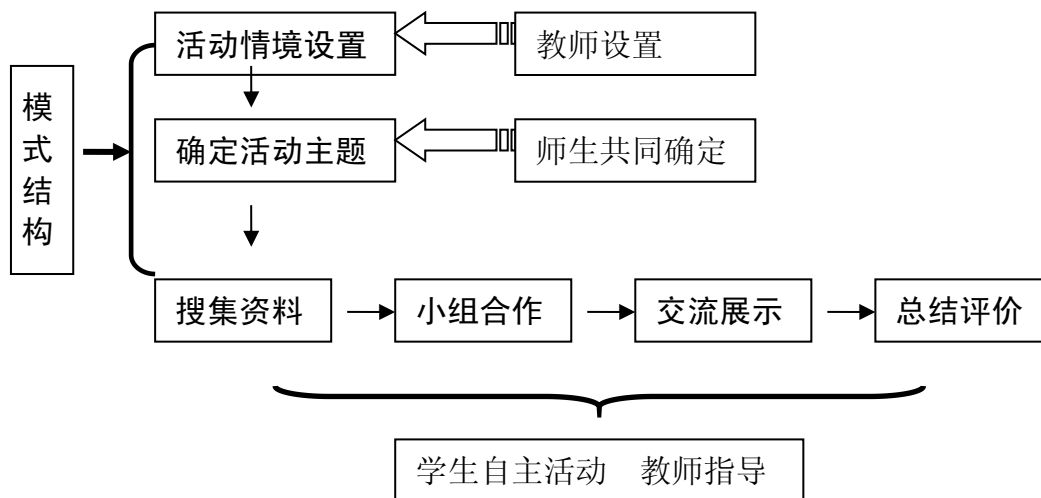 活动情境设置
教师设置
模式结构
确定活动主题
师生共同确定
搜集资料
小组合作
交流展示
总结评价
学生自主活动　教师指导